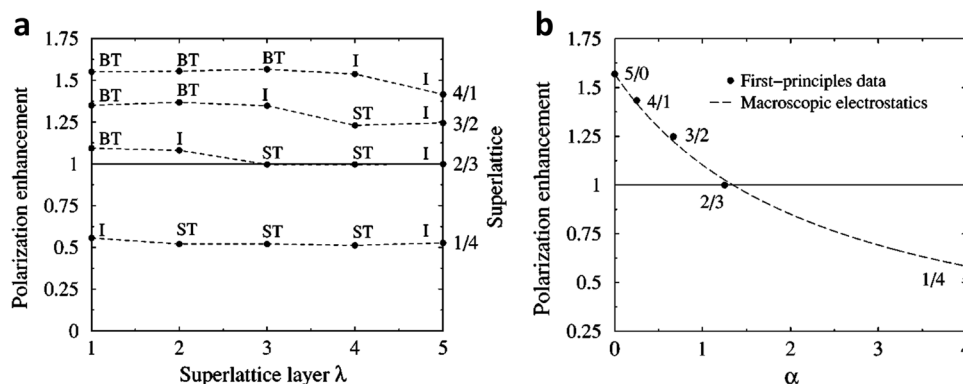 a
1.75
1.5
1.25
1
0.75
0.5
0.25
0
1 2 3 4 5
Polarization enhancement
Superlattice layer λ
Superlattice
BT BT BT I I 4/1
BT BT I ST I 3/2
BT I ST ST I 2/3
I ST ST ST I 1/4
b
1.75
1.5
1.25
1
0.75
0.5
0.25
0 1 2 3 4
Polarization enhancement
α
First−principles data
Macroscopic electrostatics
5/0
4/1
3/2
2/3
1/4